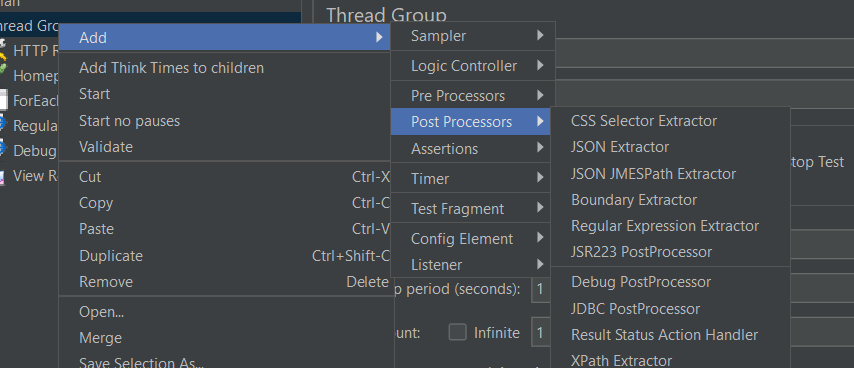 Thread Group
Add
Add Think Times to children
Start
Start no pauses
Validate
Cut Ctrl-X
Copy Ctrl-C
Paste Ctrl-V
Duplicate Ctrl+Shift-C
Remove Delete
Open...
Merge
Save Selection As...
Sampler
Logic Controller
Pre Processors
Post Processors
Assertions
Timer
Test Fragment
Config Element
Listener
CSS Selector Extractor
JSON Extractor
JSON JMESPath Extractor
Boundary Extractor
Regular Expression Extractor
JSR223 PostProcessor
Debug PostProcessor
JDBC PostProcessor
Result Status Action Handler
XPath Extractor
hread Gro
HTTP R
Homep
ForEach
Regula
Debug
View R
top Test
p period (seconds): 1
unt: Infinite 1